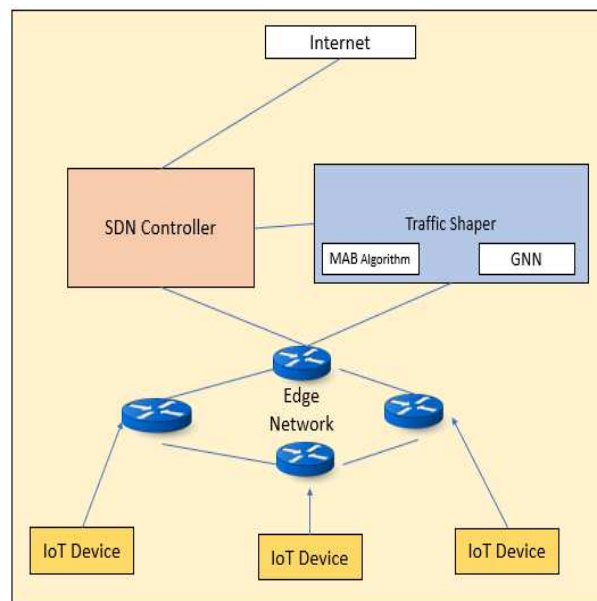 Internet
SDN Controller
Traffic Shaper
MAB Algorithm
GNN
Edge
Network
IoT Device
IoT Device
IoT Device